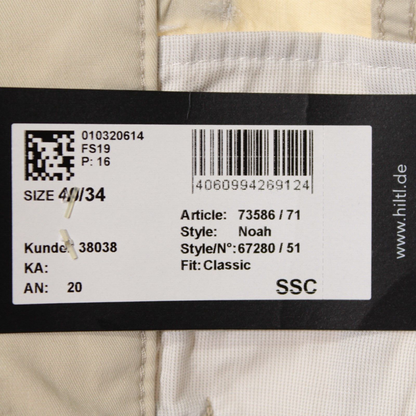 010320614
FS19
P: 16
4060994269124
SIZE 40/34
Article: 73586 / 71
Style: Noah
Style/N°: 67280 / 51
Fit: Classic
Kunde: 38038
KA:
AN: 20
SSC
www.hiltl.de